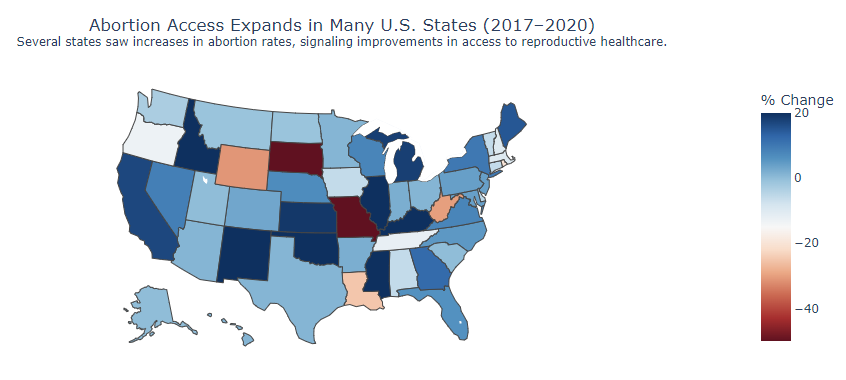 Abortion Access Expands in Many U.S. States (2017–2020)
Several states saw increases in abortion rates, signaling improvements in access to reproductive healthcare.
% Change
20
0
−20
−40